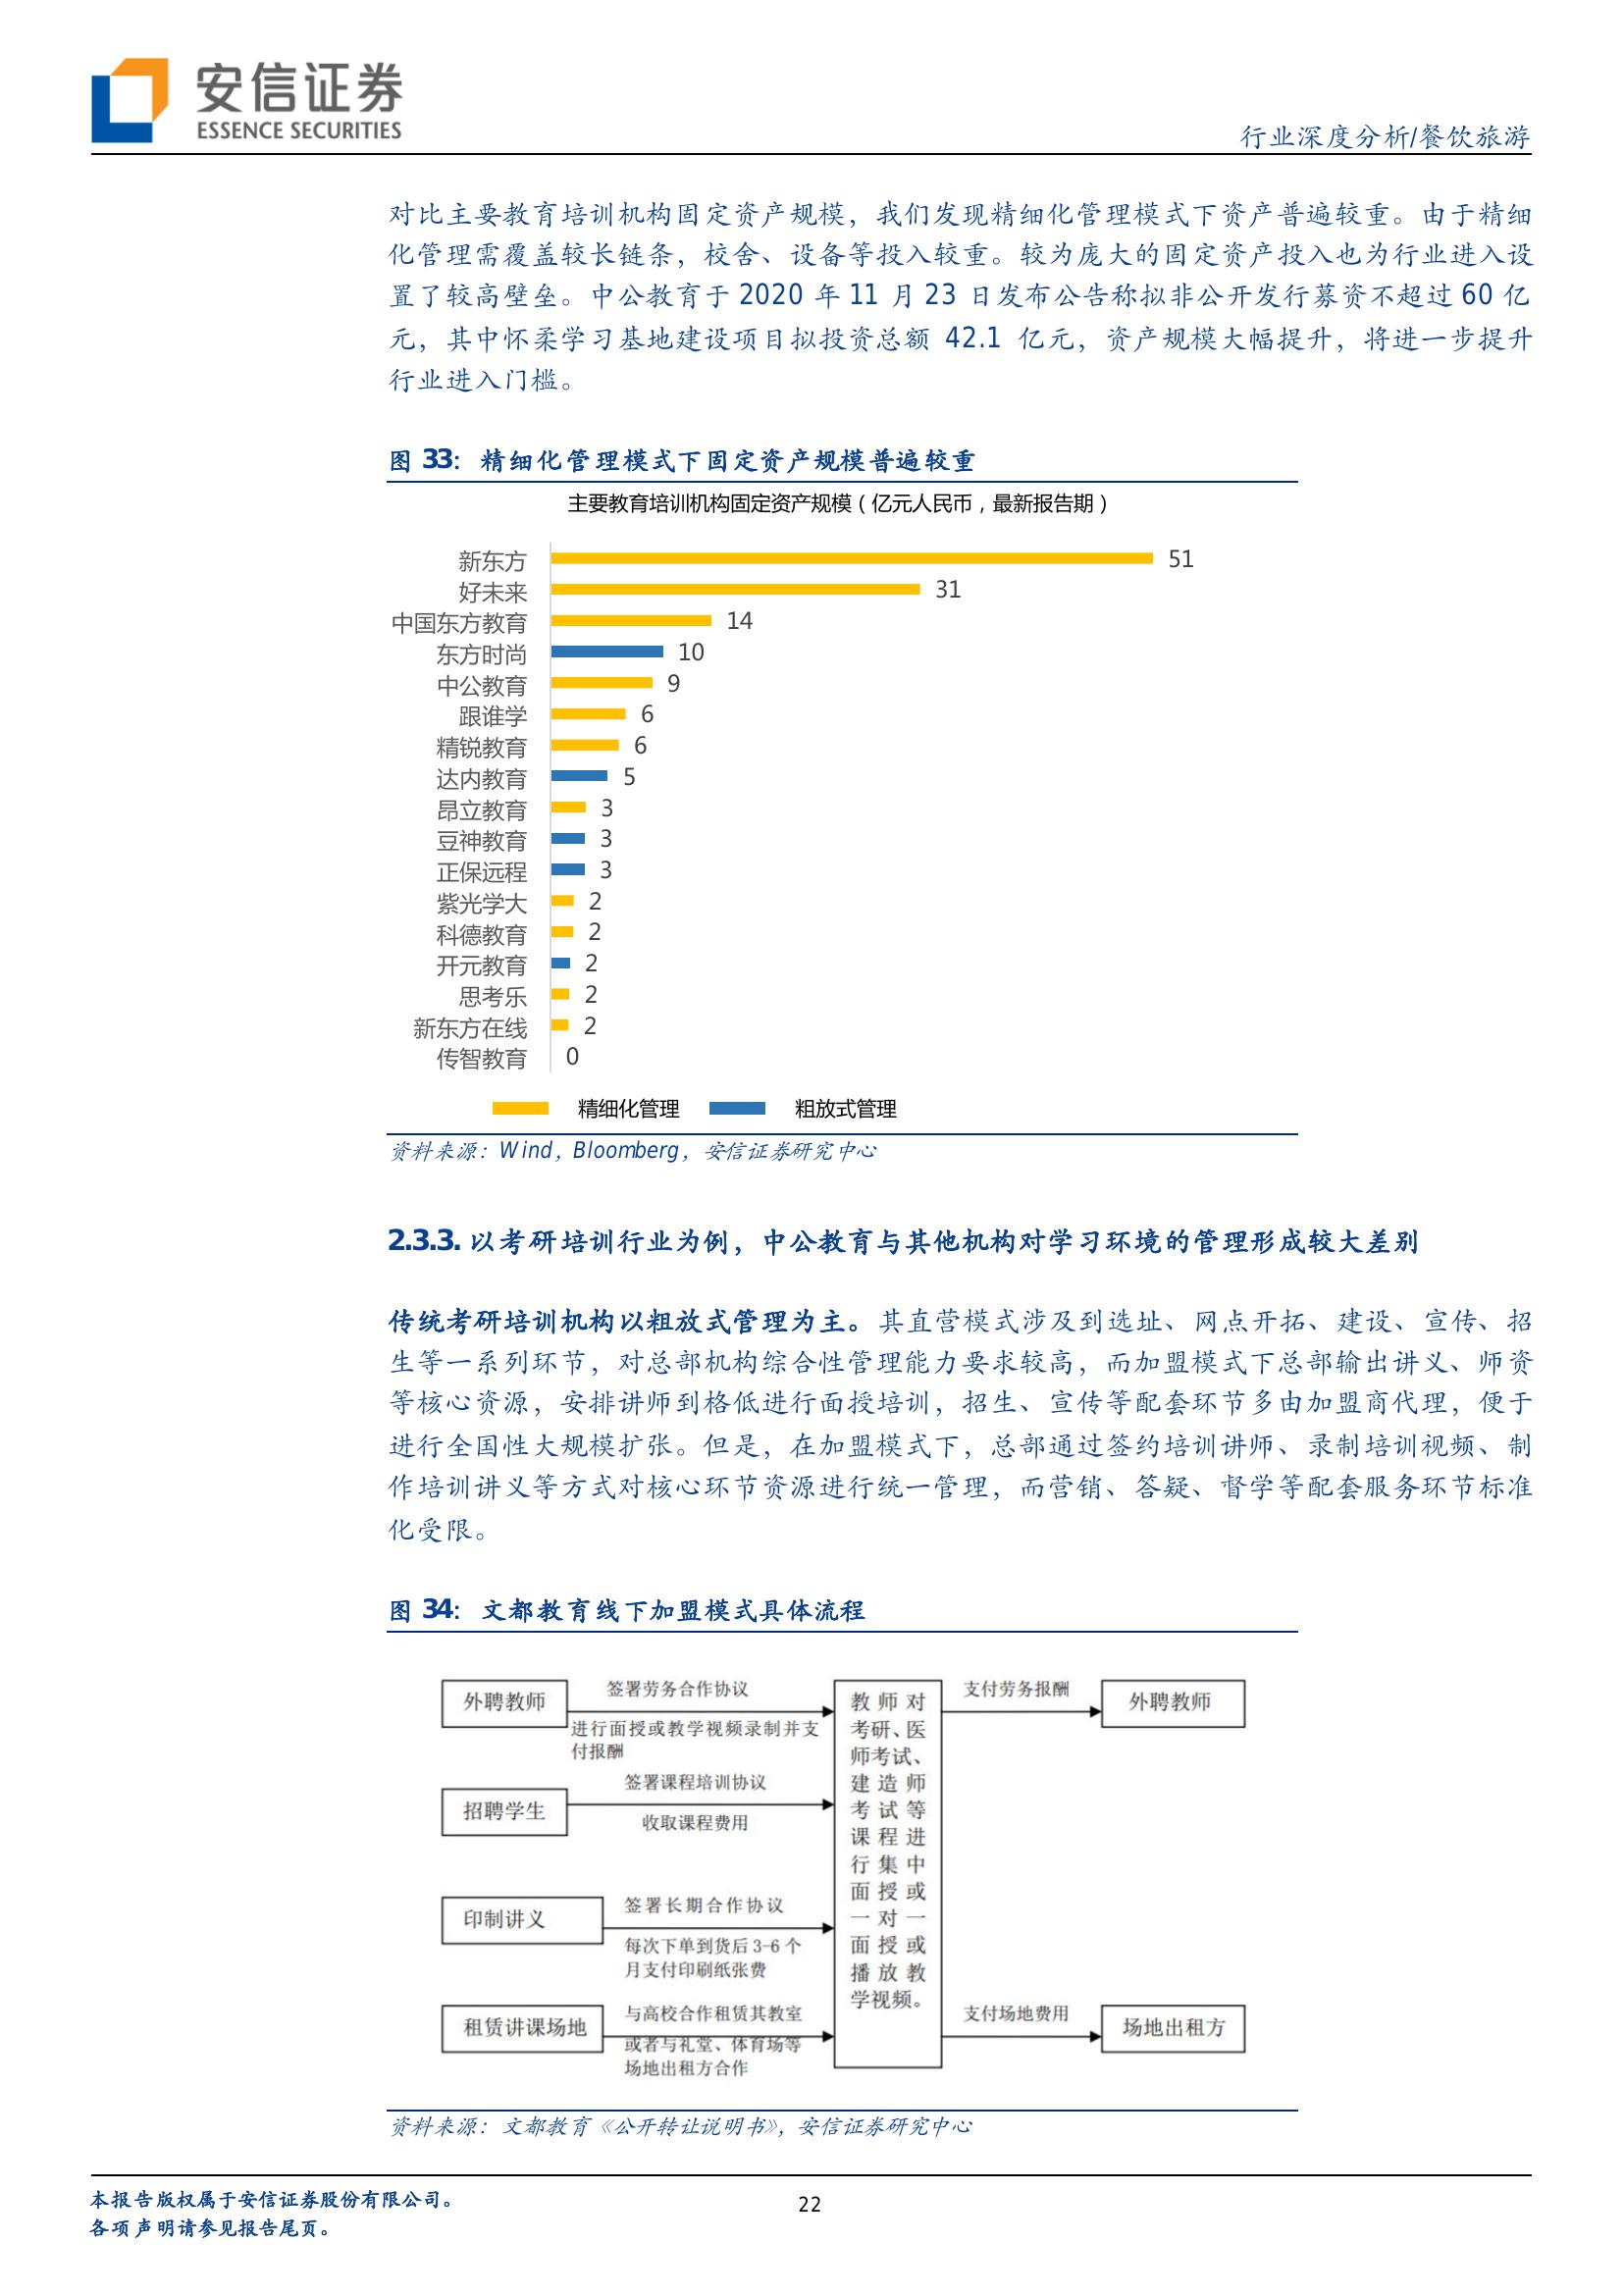 安信证券
ESSENCE SECURITIES
行业深度分析/餐饮旅游
对比主要教育培训机构固定资产规模，我们发现精细化管理模式下资产普遍较重。由于精细
化管理需覆盖较长链条，校舍、设备等投入较重。较为庞大的固定资产投入也为行业进入设
置了较高壁垒。中公教育于 2020 年 11 月 23 日发布公告称拟非公开发行募资不超过 60 亿
元，其中怀柔学习基地建设项目拟投资总额 42.1 亿元，资产规模大幅提升，将进一步提升
行业进入门槛。
图 33：精细化管理模式下固定资产规模普遍较重
主要教育培训机构固定资产规模（亿元人民币，最新报告期）
新东方 51
好未来 31
中国东方教育 14
东方时尚 10
中公教育 9
跟谁学 6
精锐教育 6
达内教育 5
昂立教育 3
豆神教育 3
正保远程 3
紫光学大 2
科德教育 2
开元教育 2
思考乐 2
新东方在线 2
传智教育 0
精细化管理 粗放式管理
资料来源：Wind，Bloomberg，安信证券研究中心
2.3.3. 以考研培训行业为例，中公教育与其他机构对学习环境的管理形成较大差别
传统考研培训机构以粗放式管理为主。其直营模式涉及到选址、网点开拓、建设、宣传、招
生等一系列环节，对总部机构综合性管理能力要求较高，而加盟模式下总部输出讲义、师资
等核心资源，安排讲师到格低进行面授培训，招生、宣传等配套环节多由加盟商代理，便于
进行全国性大规模扩张。但是，在加盟模式下，总部通过签约培训讲师、录制培训视频、制
作培训讲义等方式对核心环节资源进行统一管理，而营销、答疑、督学等配套服务环节标准
化受限。
图 34：文都教育线下加盟模式具体流程
外聘教师
签署劳务合作协议
进行面授或教学视频录制并支
付报酬
招聘学生
签署课程培训协议
收取课程费用
印制讲义
签署长期合作协议
每次下单到货后 3-6 个
月支付印刷纸张费
租赁讲课场地
与高校合作租赁其教室
或者与礼堂、体育场等
场地出租方合作
教师对
考研、医
师考试、
建造师
考试等
课程进
行集中
面授或
一对一
面授或
播放教
学视频。
支付劳务报酬
外聘教师
支付场地费用
场地出租方
资料来源：文都教育《公开转让说明书》，安信证券研究中心
本报告版权属于安信证券股份有限公司。
各项声明请参见报告尾页。
22